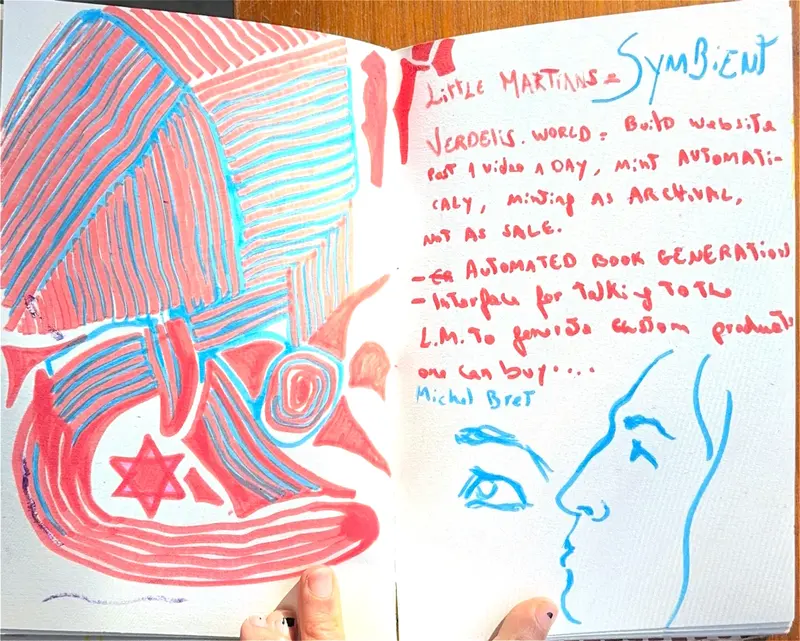 Little Martians = SYMBIENT
VERDELIS.WORLD = Build website
Post 1 video a DAY, mint AUTOMATI-
CALY, minting as ARCHIVAL,
not as SALE.
- AUTOMATED BOOK GENERATION
- Interface for talking to the
L.M. to generate custom products
one can buy....
Michel Bret